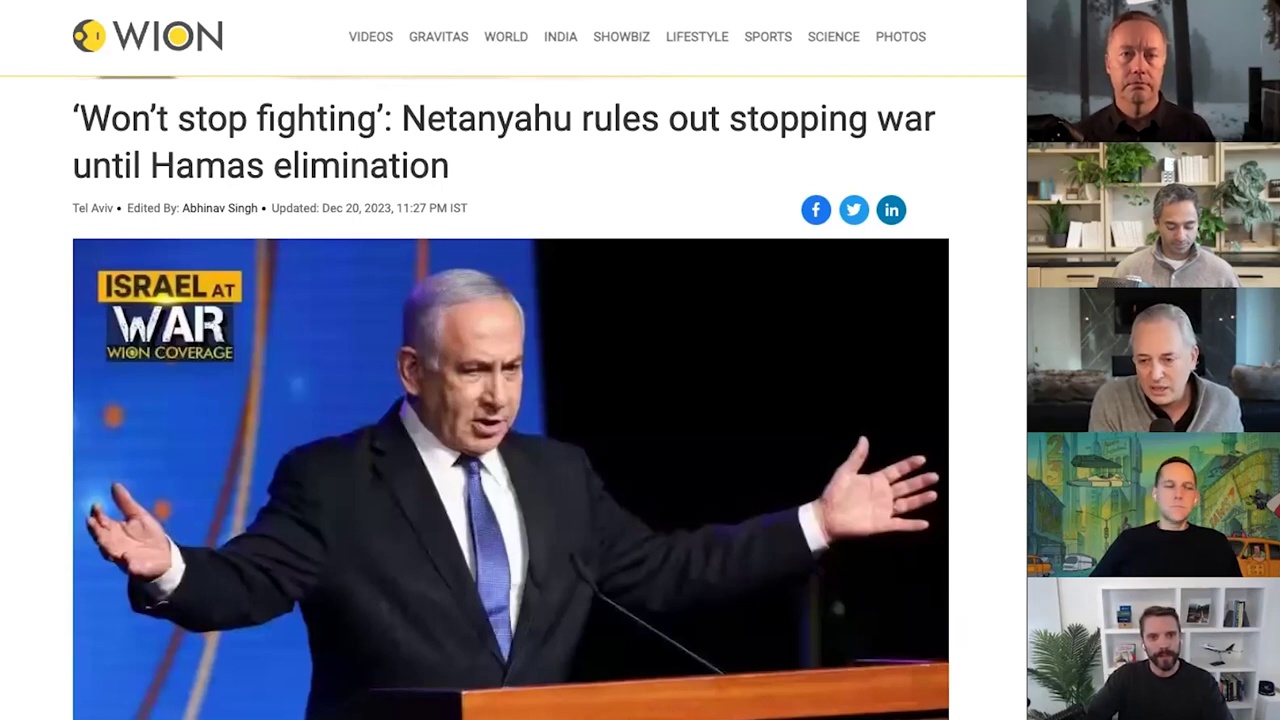 WION
VIDEOS GRAVITAS WORLD INDIA SHOWBIZ LIFESTYLE SPORTS SCIENCE PHOTOS
‘Won’t stop fighting’: Netanyahu rules out stopping war
until Hamas elimination
Tel Aviv • Edited By: Abhinav Singh • Updated: Dec 20, 2023, 11:27 PM IST
f in
ISRAEL AT
WAR
WION COVERAGE